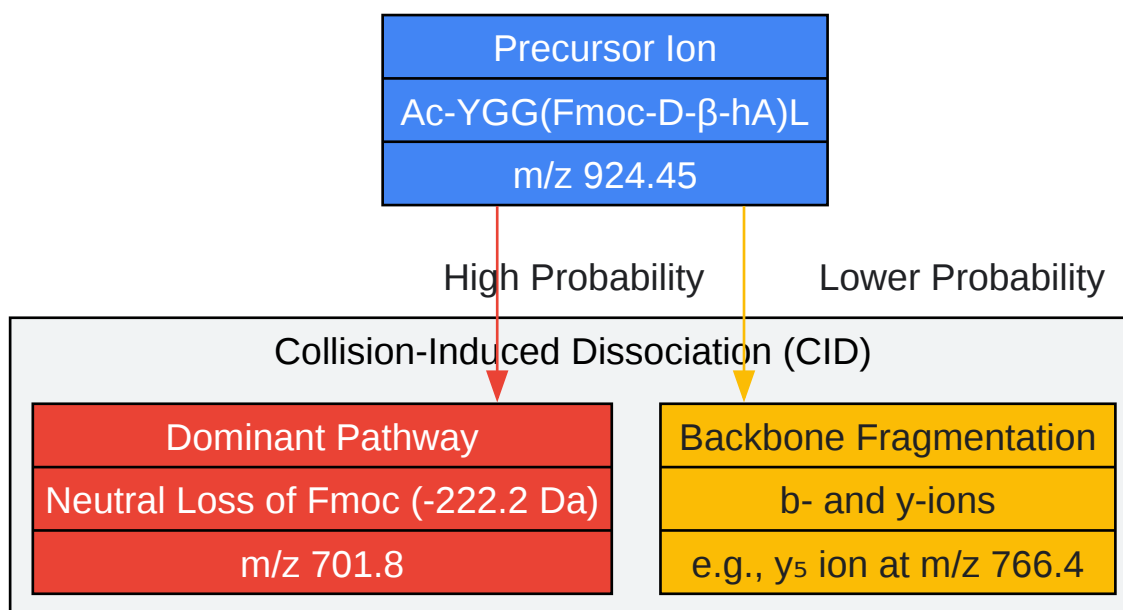 Precursor Ion
Ac-YGG(Fmoc-D-β-hA)L
m/z 924.45
High Probability
Lower Probability
Collision-Induced Dissociation (CID)
Dominant Pathway
Neutral Loss of Fmoc (-222.2 Da)
m/z 701.8
Backbone Fragmentation
b- and y-ions
e.g., y₅ ion at m/z 766.4